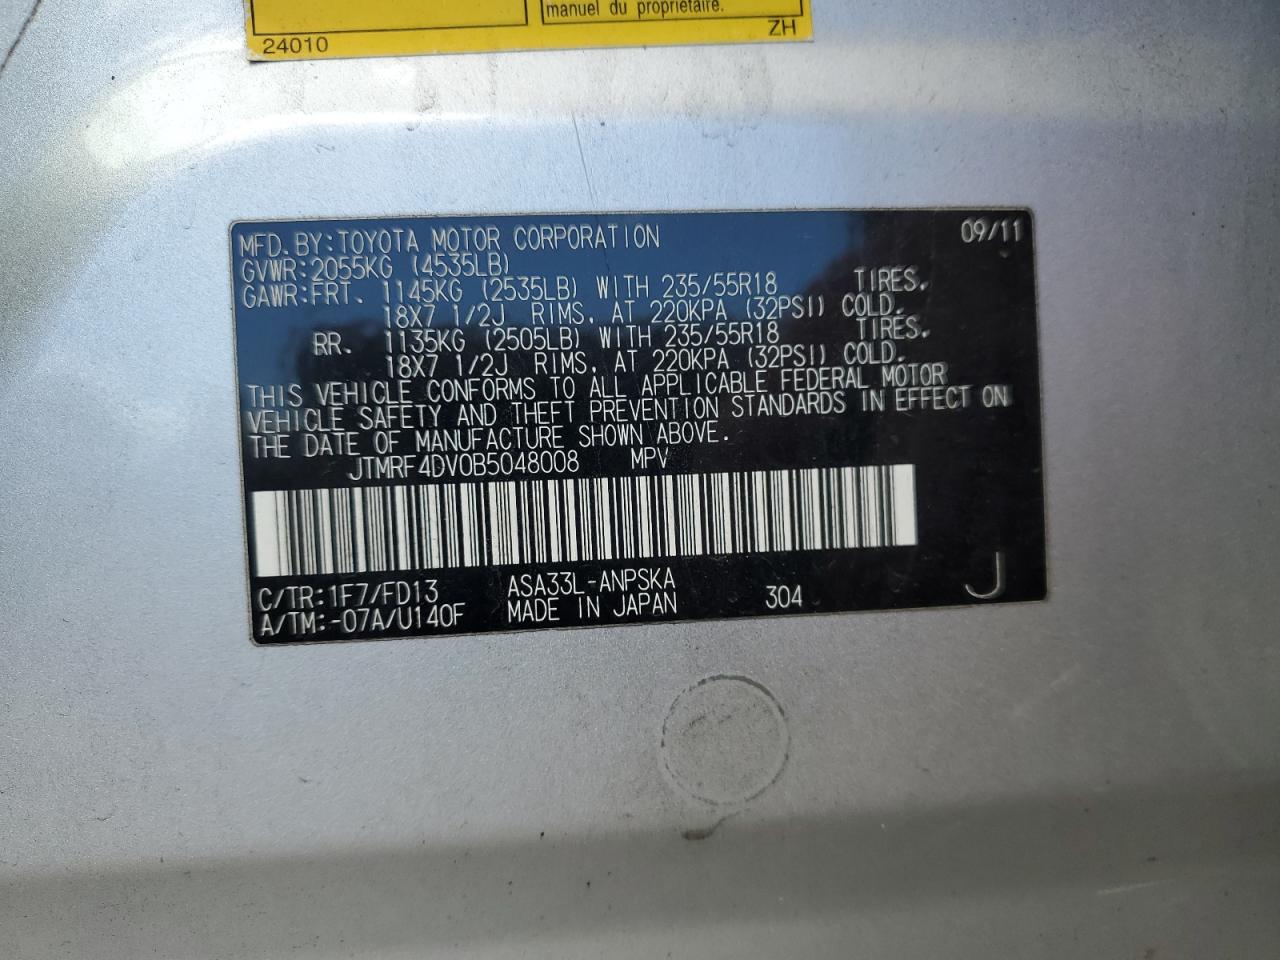 manuel du propriétaire.
24010 ZH
MFD. BY:TOYOTA MOTOR CORPORATION 09/11
GVWR:2055KG (4535LB)
GAWR:FRT. 1145KG (2535LB) WITH 235/55R18 TIRES,
18X7 1/2J RIMS, AT 220KPA (32PSI) COLD.
RR. 1135KG (2505LB) WITH 235/55R18 TIRES,
18X7 1/2J RIMS, AT 220KPA (32PSI) COLD.
THIS VEHICLE CONFORMS TO ALL APPLICABLE FEDERAL MOTOR
VEHICLE SAFETY AND THEFT PREVENTION STANDARDS IN EFFECT ON
THE DATE OF MANUFACTURE SHOWN ABOVE.
JTMRF4DV0B5048008 MPV
C/TR:1F7/FD13 ASA33L-ANPSKA 304 J
A/TM:-07A/U140F MADE IN JAPAN